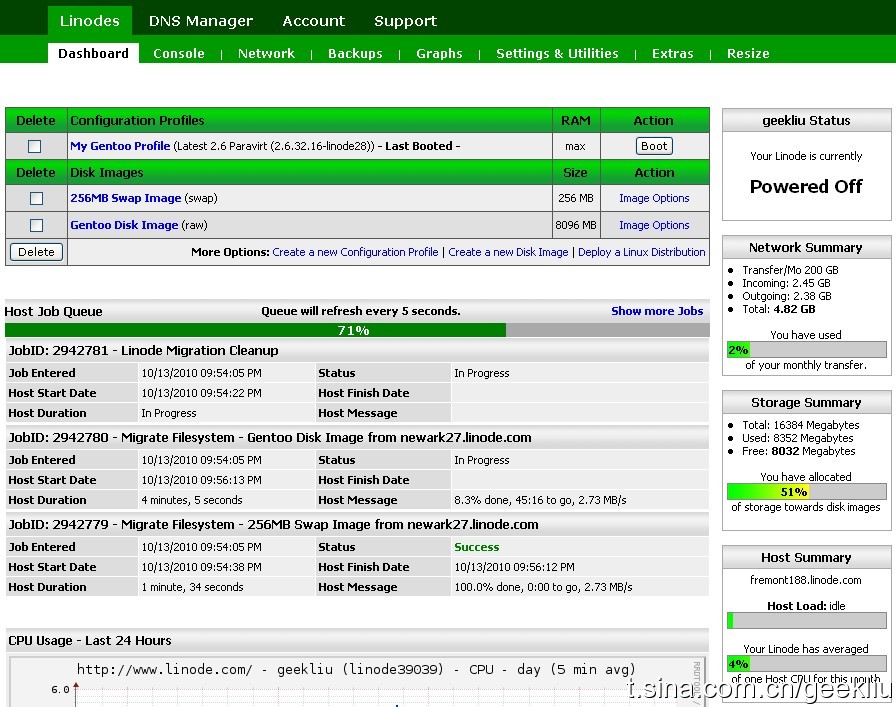 Linodes DNS Manager Account Support
Dashboard Console | Network | Backups | Graphs | Settings & Utilities | Extras | Resize
Delete Configuration Profiles RAM Action
My Gentoo Profile (Latest 2.6 Paravirt (2.6.32.16-linode28)) - Last Booted - max Boot
Delete Disk Images Size Action
256MB Swap Image (swap) 256 MB Image Options
Gentoo Disk Image (raw) 8096 MB Image Options
Delete More Options: Create a new Configuration Profile | Create a new Disk Image | Deploy a Linux Distribution
Host Job Queue Queue will refresh every 5 seconds. Show more Jobs
71%
JobID: 2942781 - Linode Migration Cleanup
Job Entered 10/13/2010 09:54:05 PM Status In Progress
Host Start Date 10/13/2010 09:54:22 PM Host Finish Date
Host Duration In Progress Host Message
JobID: 2942780 - Migrate Filesystem - Gentoo Disk Image from newark27.linode.com
Job Entered 10/13/2010 09:54:05 PM Status In Progress
Host Start Date 10/13/2010 09:56:13 PM Host Finish Date
Host Duration 4 minutes, 5 seconds Host Message 8.3% done, 45:16 to go, 2.73 MB/s
JobID: 2942779 - Migrate Filesystem - 256MB Swap Image from newark27.linode.com
Job Entered 10/13/2010 09:54:05 PM Status Success
Host Start Date 10/13/2010 09:54:38 PM Host Finish Date 10/13/2010 09:56:12 PM
Host Duration 1 minute, 34 seconds Host Message 100.0% done, 0:00 to go, 2.73 MB/s
CPU Usage - Last 24 Hours
http://www.linode.com/ - geekliu (linode39039) - CPU - day (5 min avg)
6.0
geekliu Status
Your Linode is currently
Powered Off
Network Summary
Transfer/Mo 200 GB
Incoming: 2.45 GB
Outgoing: 2.38 GB
Total: 4.82 GB
You have used
2%
of your monthly transfer.
Storage Summary
Total: 16384 Megabytes
Used: 8352 Megabytes
Free: 8032 Megabytes
You have allocated
51%
of storage towards disk images
Host Summary
fremont188.linode.com
Host Load: idle
Your Linode has averaged
4%
of one Host CPU for this month
t.sina.com.cn/geekliu